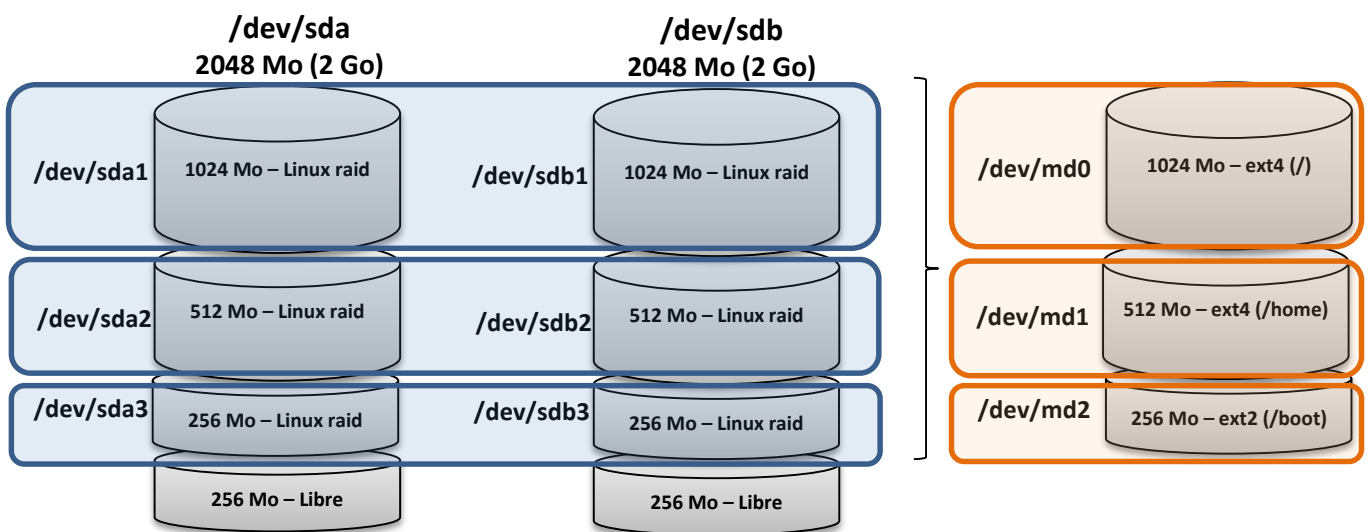 /dev/sda
2048 Mo (2 Go)
/dev/sdb
2048 Mo (2 Go)
/dev/sda1
1024 Mo – Linux raid
/dev/sdb1
1024 Mo – Linux raid
/dev/md0
1024 Mo – ext4 (/)
/dev/sda2
512 Mo – Linux raid
/dev/sdb2
512 Mo – Linux raid
/dev/md1
512 Mo – ext4 (/home)
/dev/sda3
256 Mo – Linux raid
/dev/sdb3
256 Mo – Linux raid
/dev/md2
256 Mo – ext2 (/boot)
256 Mo – Libre
256 Mo – Libre